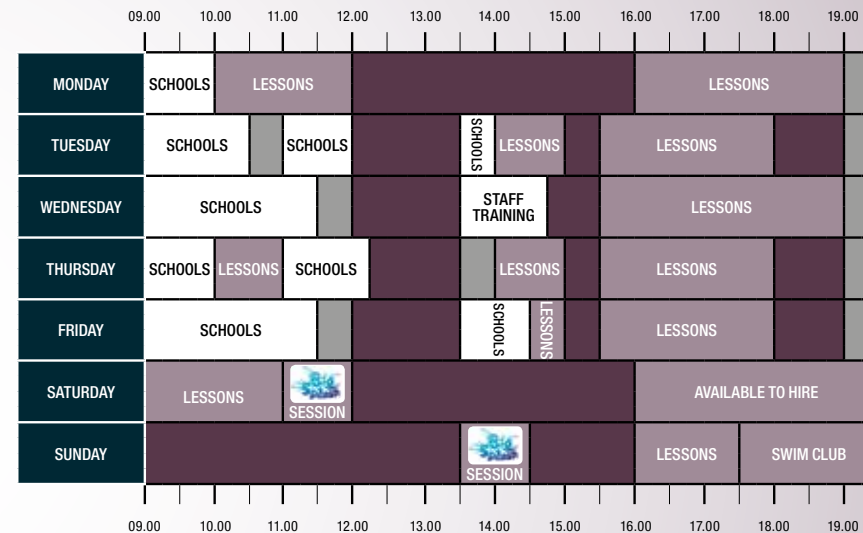 09.00 10.00 11.00 12.00 13.00 14.00 15.00 16.00 17.00 18.00 19.00
MONDAY SCHOOLS LESSONS LESSONS
TUESDAY SCHOOLS SCHOOLS SCHOOLS LESSONS LESSONS
WEDNESDAY SCHOOLS STAFF TRAINING LESSONS
THURSDAY SCHOOLS LESSONS SCHOOLS LESSONS LESSONS
FRIDAY SCHOOLS SCHOOLS LESSONS LESSONS
SATURDAY LESSONS SESSION AVAILABLE TO HIRE
SUNDAY SESSION LESSONS SWIM CLUB
09.00 10.00 11.00 12.00 13.00 14.00 15.00 16.00 17.00 18.00 19.00